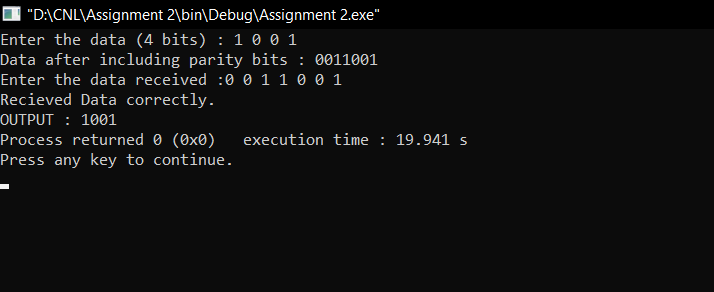 "D:\CNL\Assignment 2\bin\Debug\Assignment 2.exe"
Enter the data (4 bits) : 1 0 0 1
Data after including parity bits : 0011001
Enter the data received :0 0 1 1 0 0 1
Recieved Data correctly.
OUTPUT : 1001
Process returned 0 (0x0)   execution time : 19.941 s
Press any key to continue.